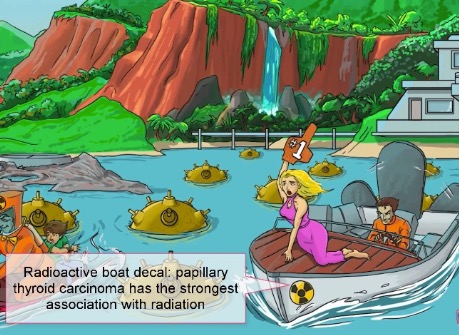 #1
Radioactive boat decal: papillary
thyroid carcinoma has the strongest
association with radiation